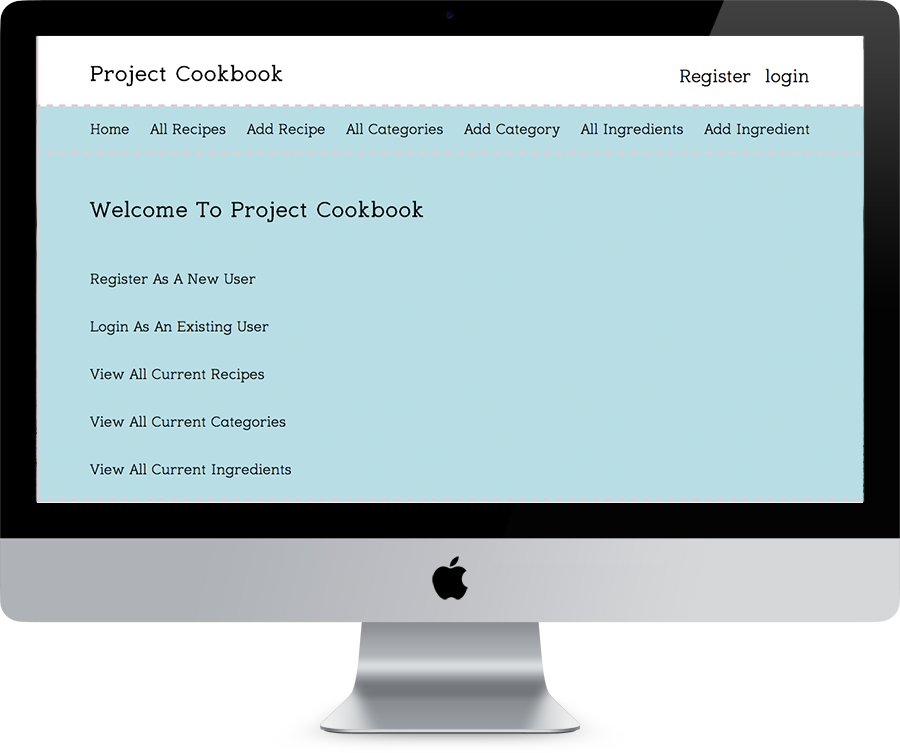 Project Cookbook
Register login
Home All Recipes Add Recipe All Categories Add Category All Ingredients Add Ingredient
Welcome To Project Cookbook
Register As A New User
Login As An Existing User
View All Current Recipes
View All Current Categories
View All Current Ingredients